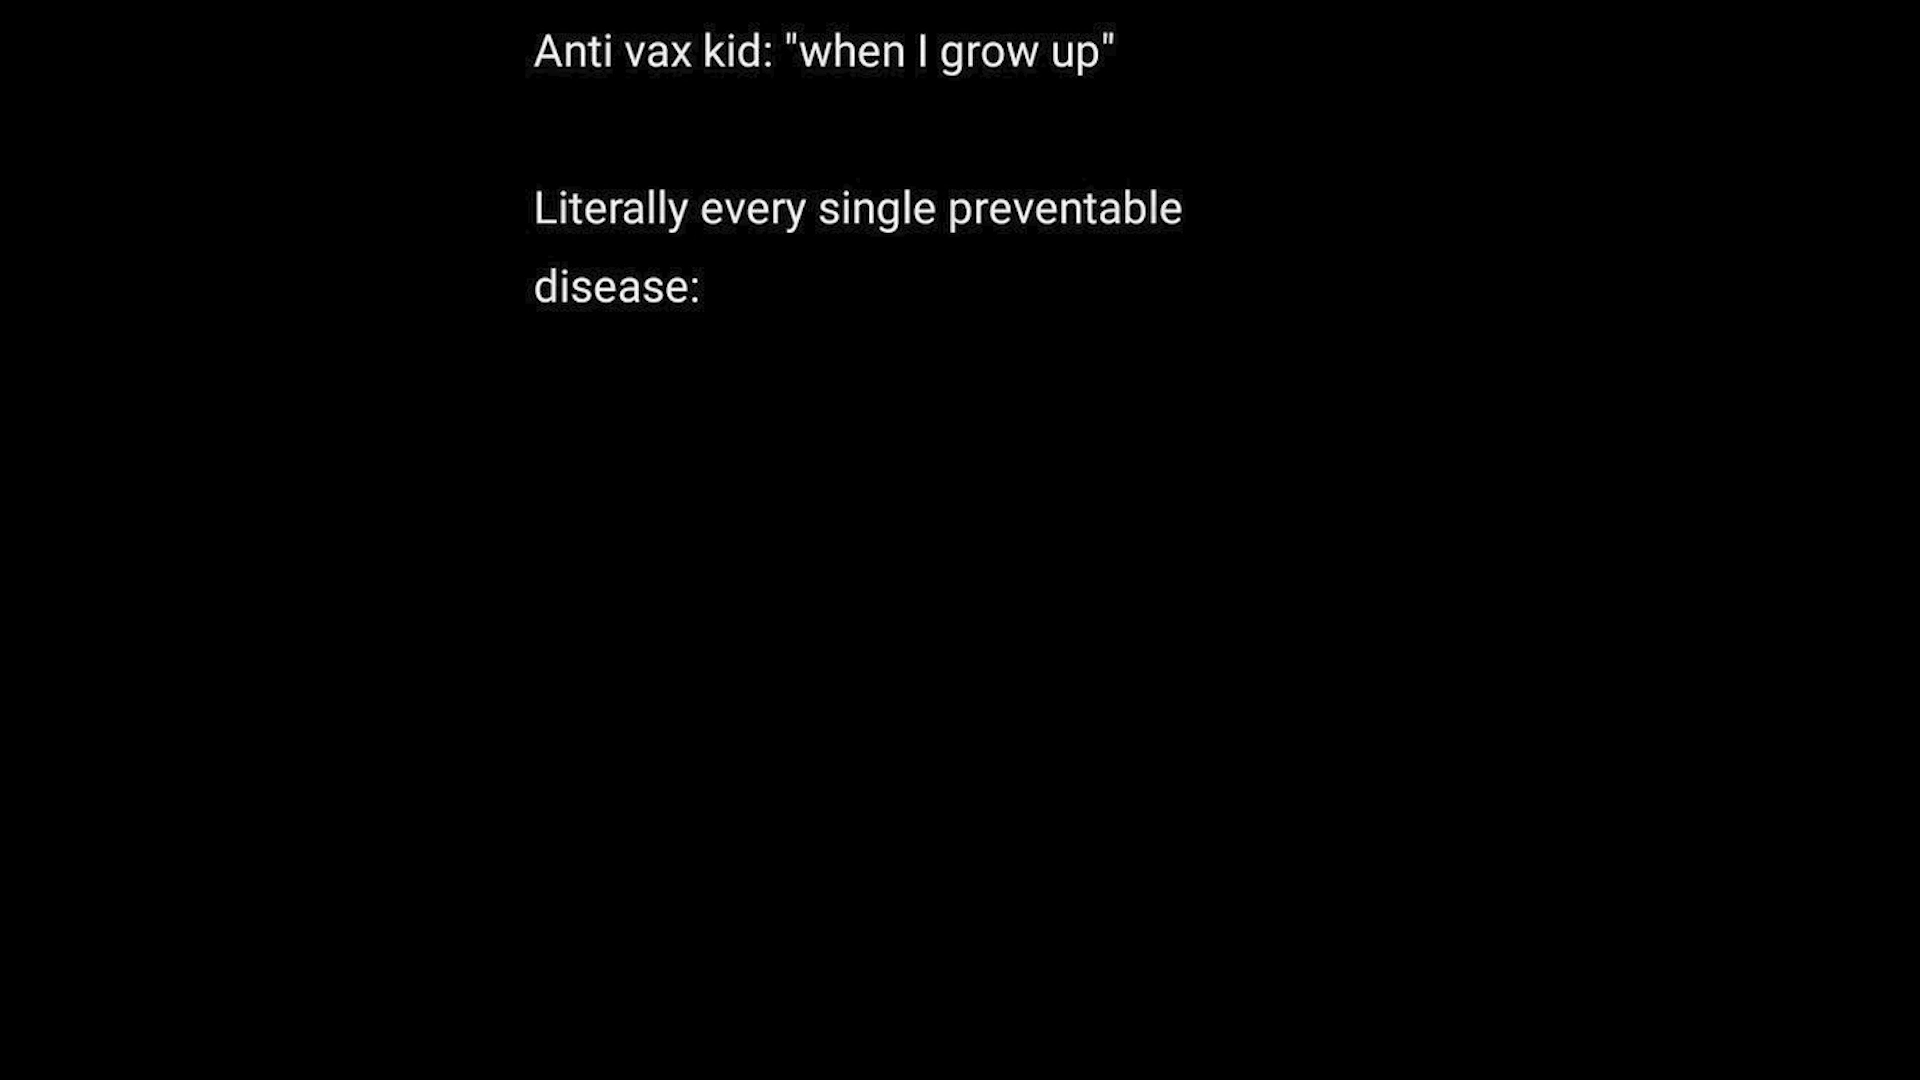 Anti vax kid: "when I grow up"
Literally every single preventable
disease: